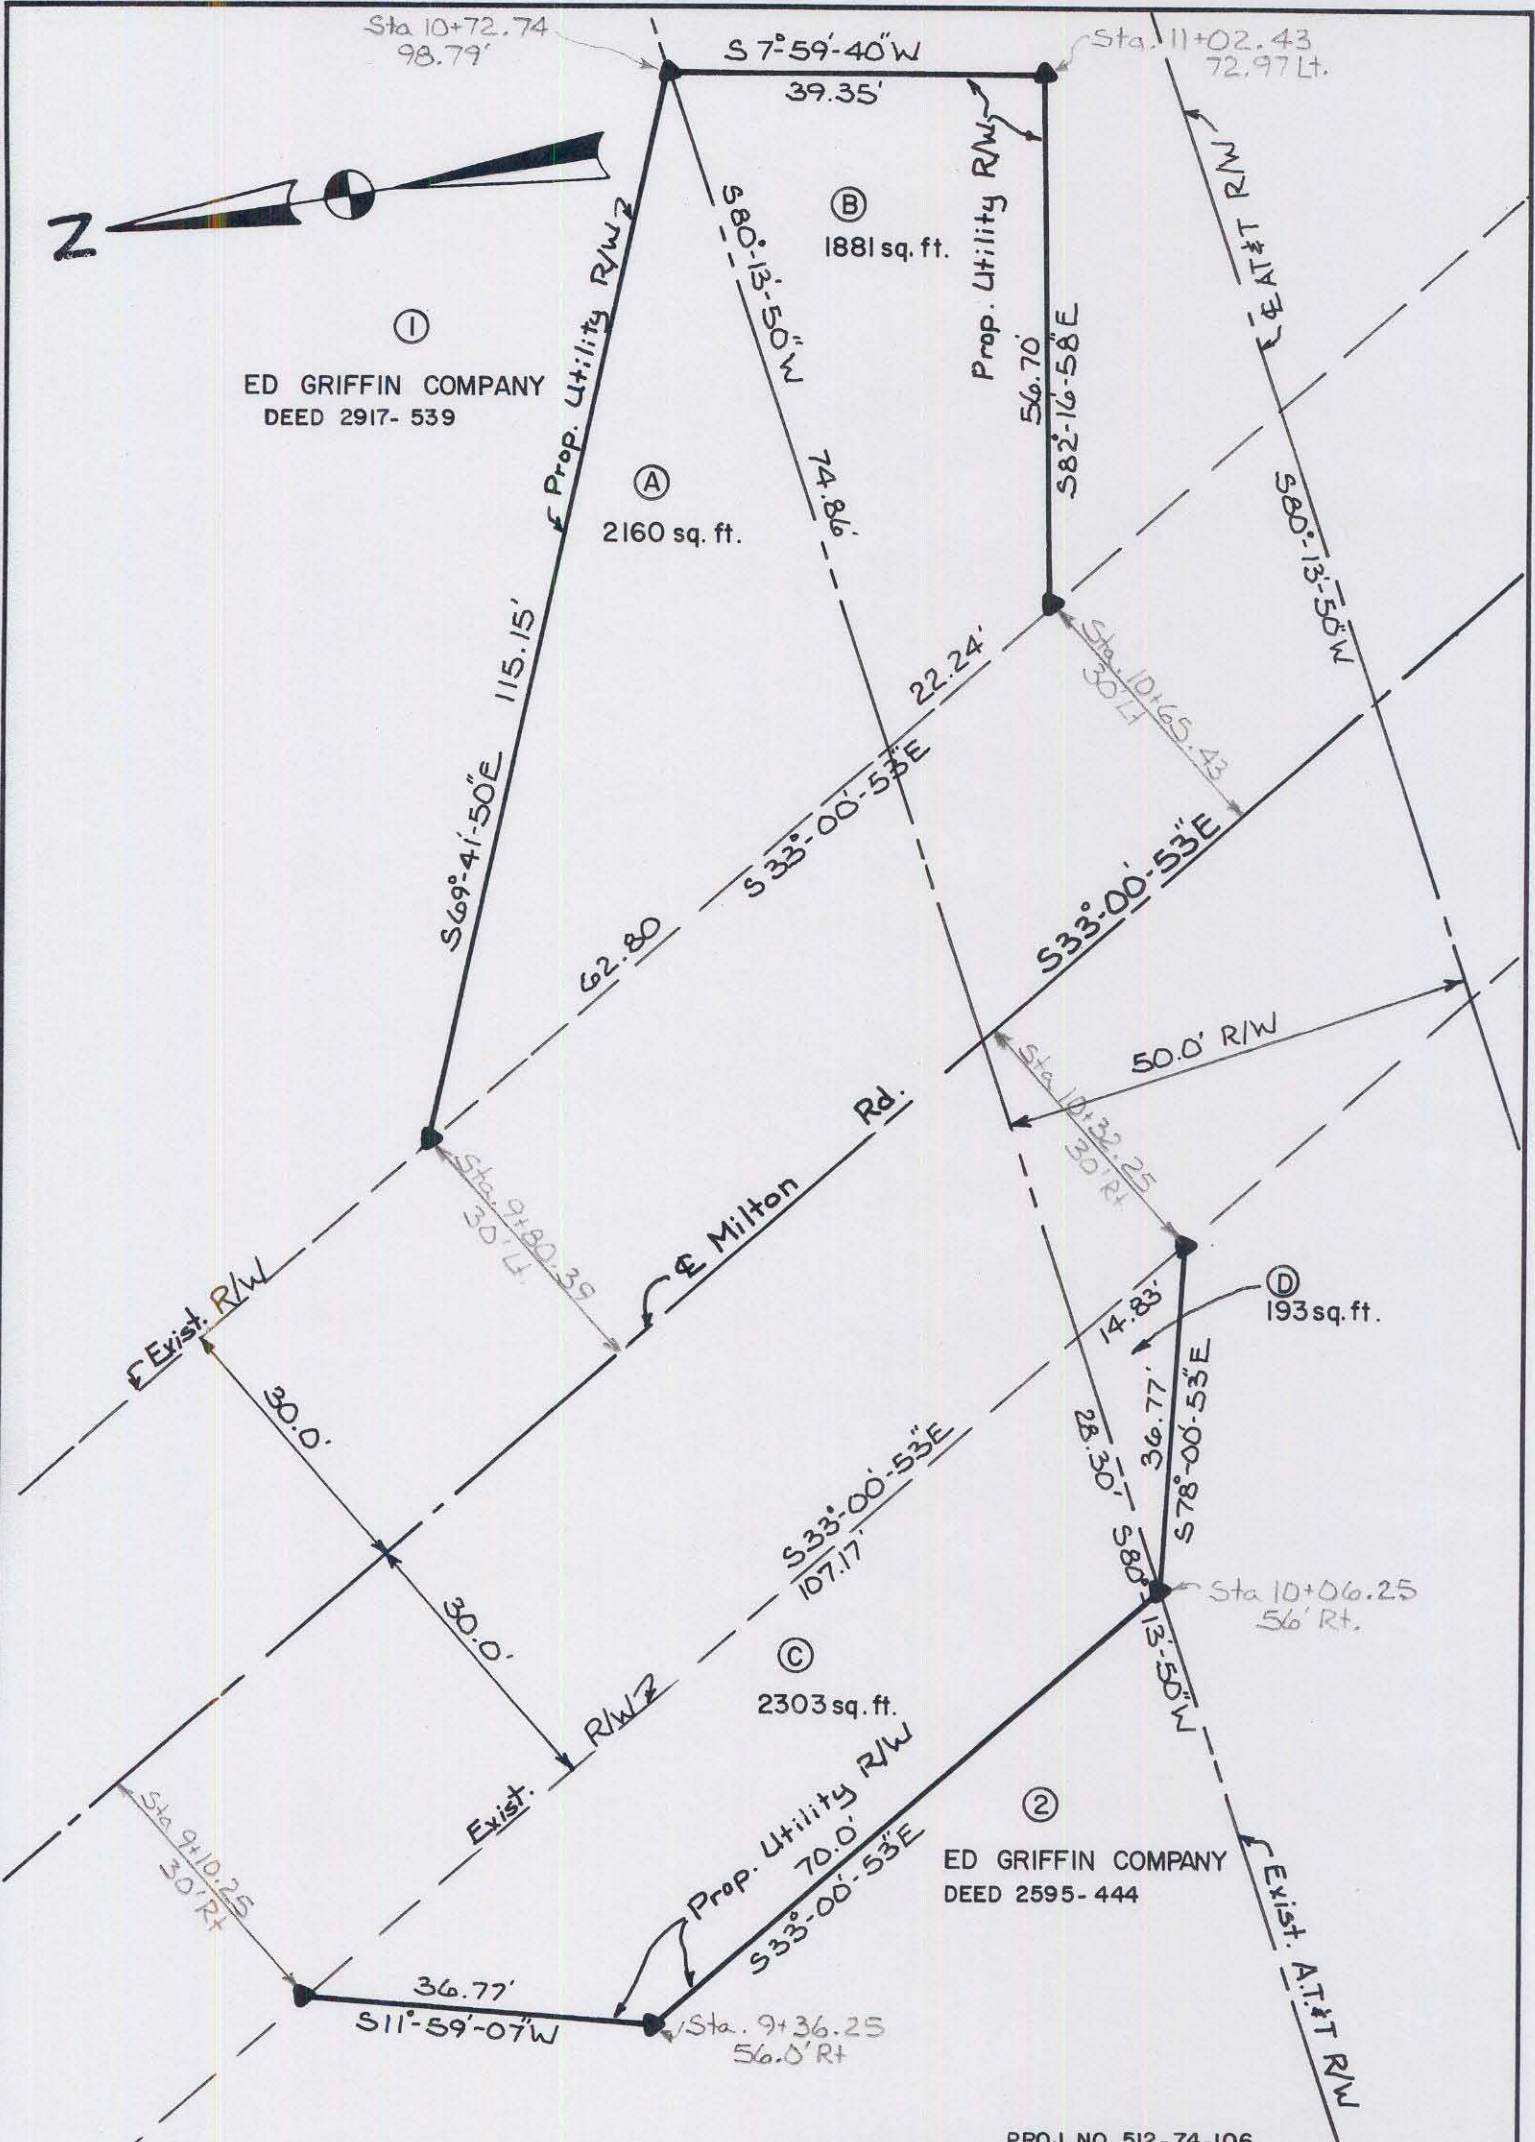 Sta 10+72.74
98.79'
S 7°-59'-40"W
39.35'
Sta. 11+02.43
72.97 Lt.
Z
Prop. Utility R/W
S80°-13'-50"W
74.86'
Ⓑ
1881 sq. ft.
Prop. Utility R/W
56.70'
S82°-16'-58"E
℄ AT&T R/W
S80°-13'-50"W
①
ED GRIFFIN COMPANY
DEED 2917-539
Ⓐ
2160 sq. ft.
115.15'
S69°-41'-50"E
22.24'
S33°-00'-53"E
62.80
Sta. 10+65.43
30' Lt
S33°-00'-53"E
50.0' R/W
Sta 10+32.25
30' Rt
℄ Milton Rd.
Sta. 9+80.39
30' Lt.
Exist. R/W
30.0'
30.0'
14.83'
Ⓓ
193 sq. ft.
36.77'
S78°-00'-53"E
28.30'
S80°-13'-50"W
S33°-00'-53"E
107.17'
Sta 10+06.25
56' Rt.
Ⓒ
2303 sq. ft.
Exist. R/W
Prop. Utility R/W
70.0'
S33°-00'-53"E
②
ED GRIFFIN COMPANY
DEED 2595-444
Exist. A.T.&T R/W
Sta 9+10.25
30' Rt
36.77'
S11°-59'-07"W
Sta. 9+36.25
56.0' Rt
PROJ. NO. 512-74-106